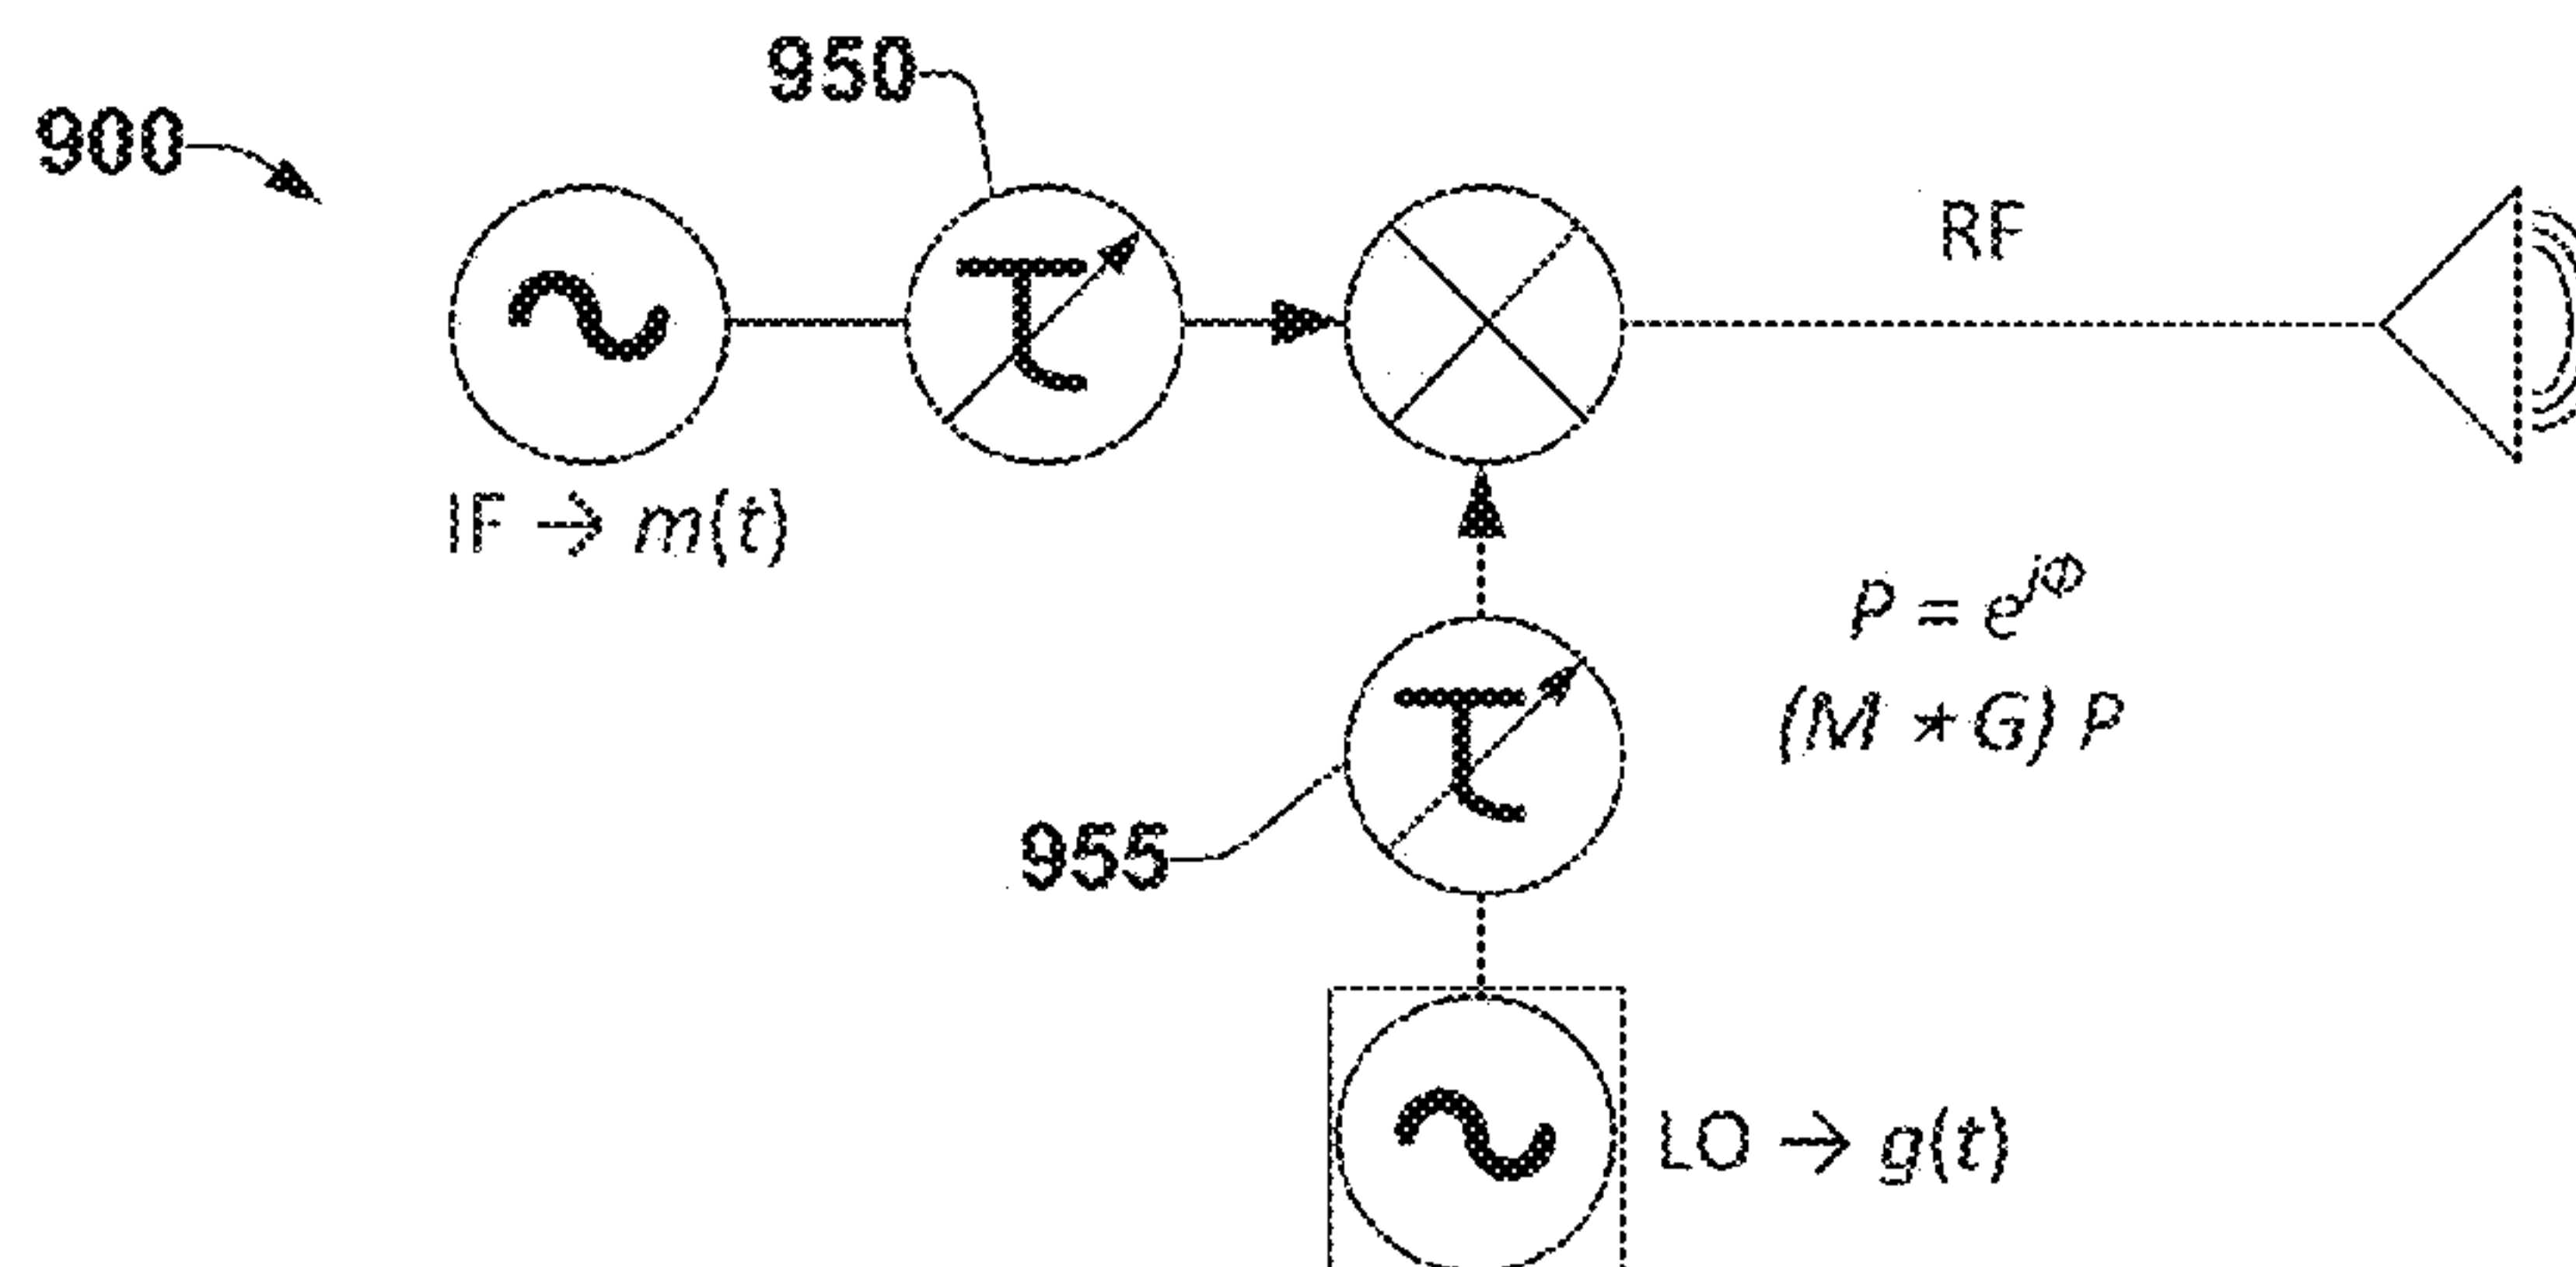 950
900
RF
τ
IF → m(t)
P = e^{jΦ}
τ
(M * G) P
955
LO → g(t)